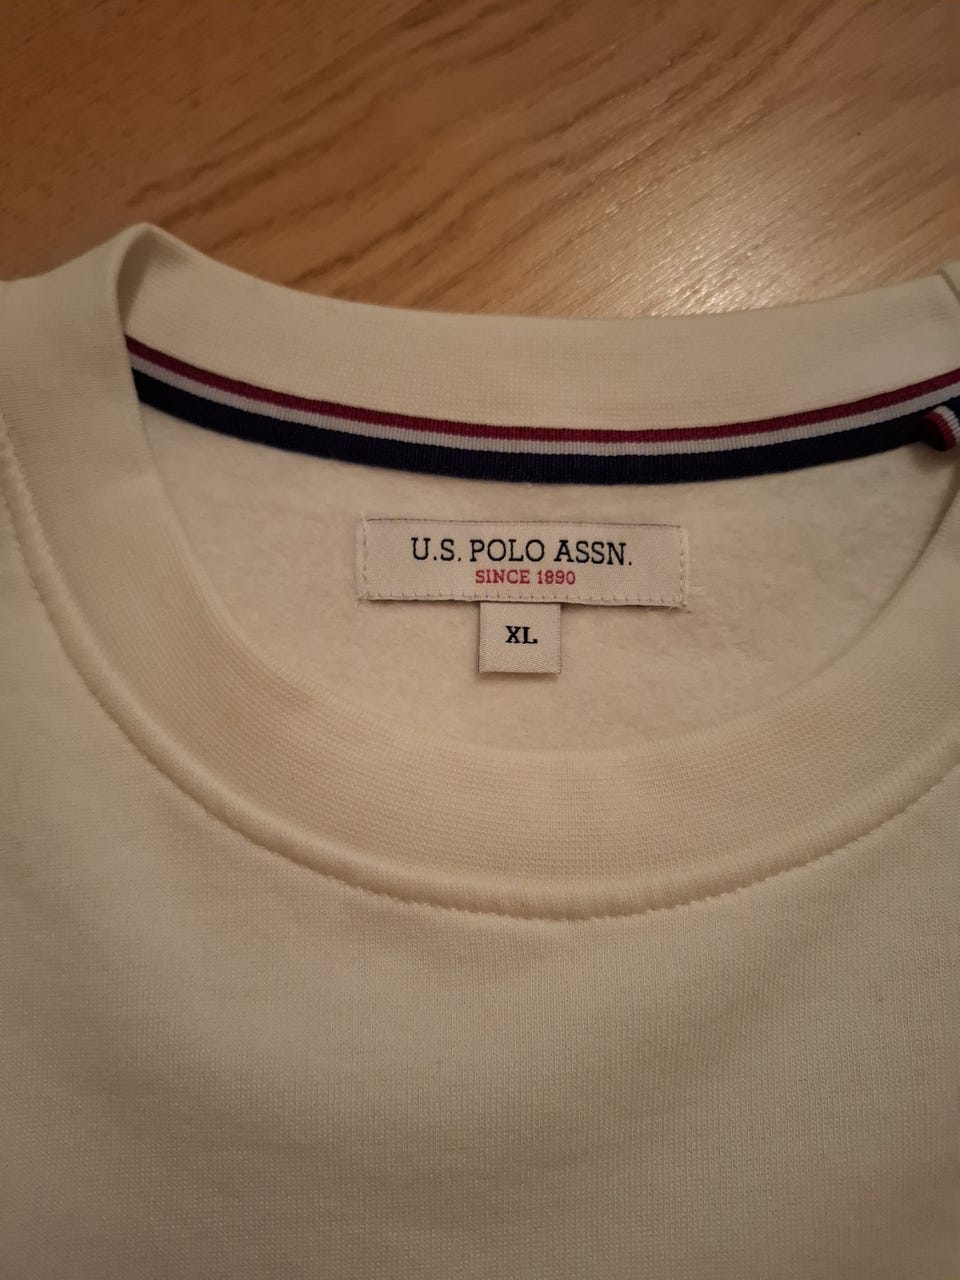 U.S. POLO ASSN.
SINCE 1890
XL